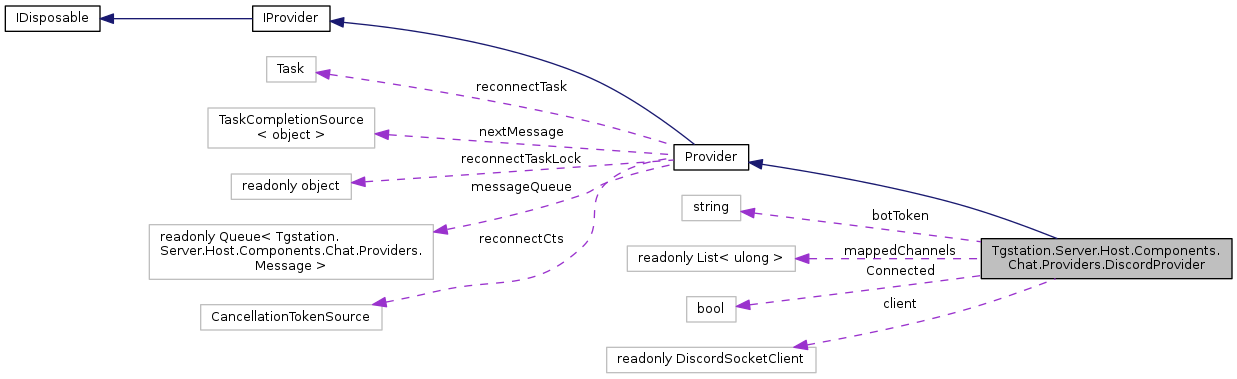 IDisposable
IProvider
Task
reconnectTask
TaskCompletionSource
< object >
nextMessage
reconnectTaskLock
readonly object
messageQueue
readonly Queue< Tgstation.
Server.Host.Components.Chat.Providers.
Message >
reconnectCts
CancellationTokenSource
Provider
string
botToken
readonly List< ulong >
mappedChannels
Connected
bool
client
readonly DiscordSocketClient
Tgstation.Server.Host.Components.
Chat.Providers.DiscordProvider